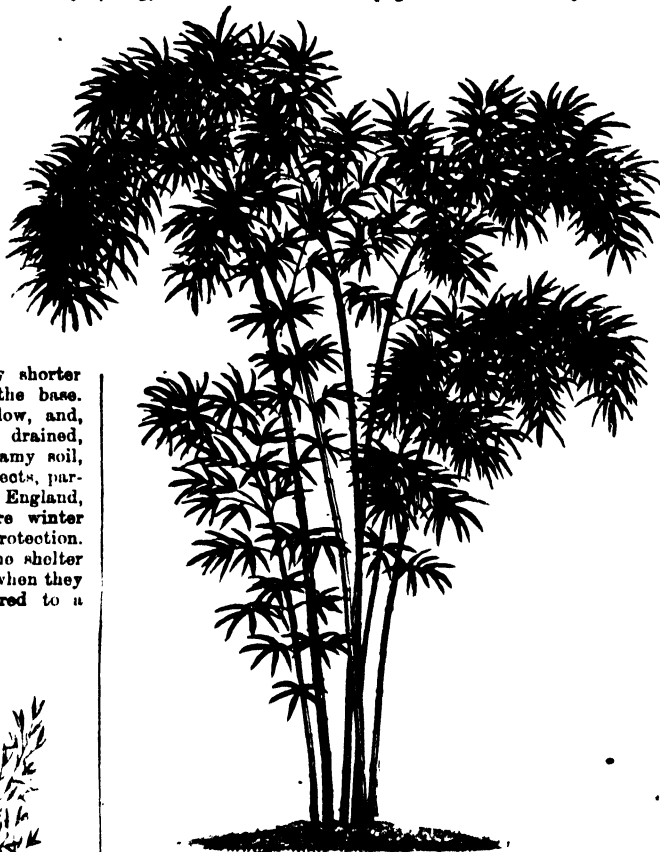 shorter
the base.
low, and,
drained,
amy soil,
ects, par-
England,
re winter
rotection.
he shelter
when they
red to a